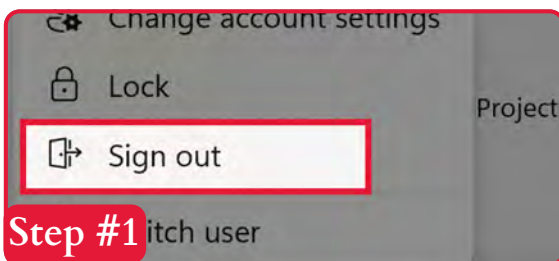 Change account settings
Lock
Project
Sign out
Step #1 itch user